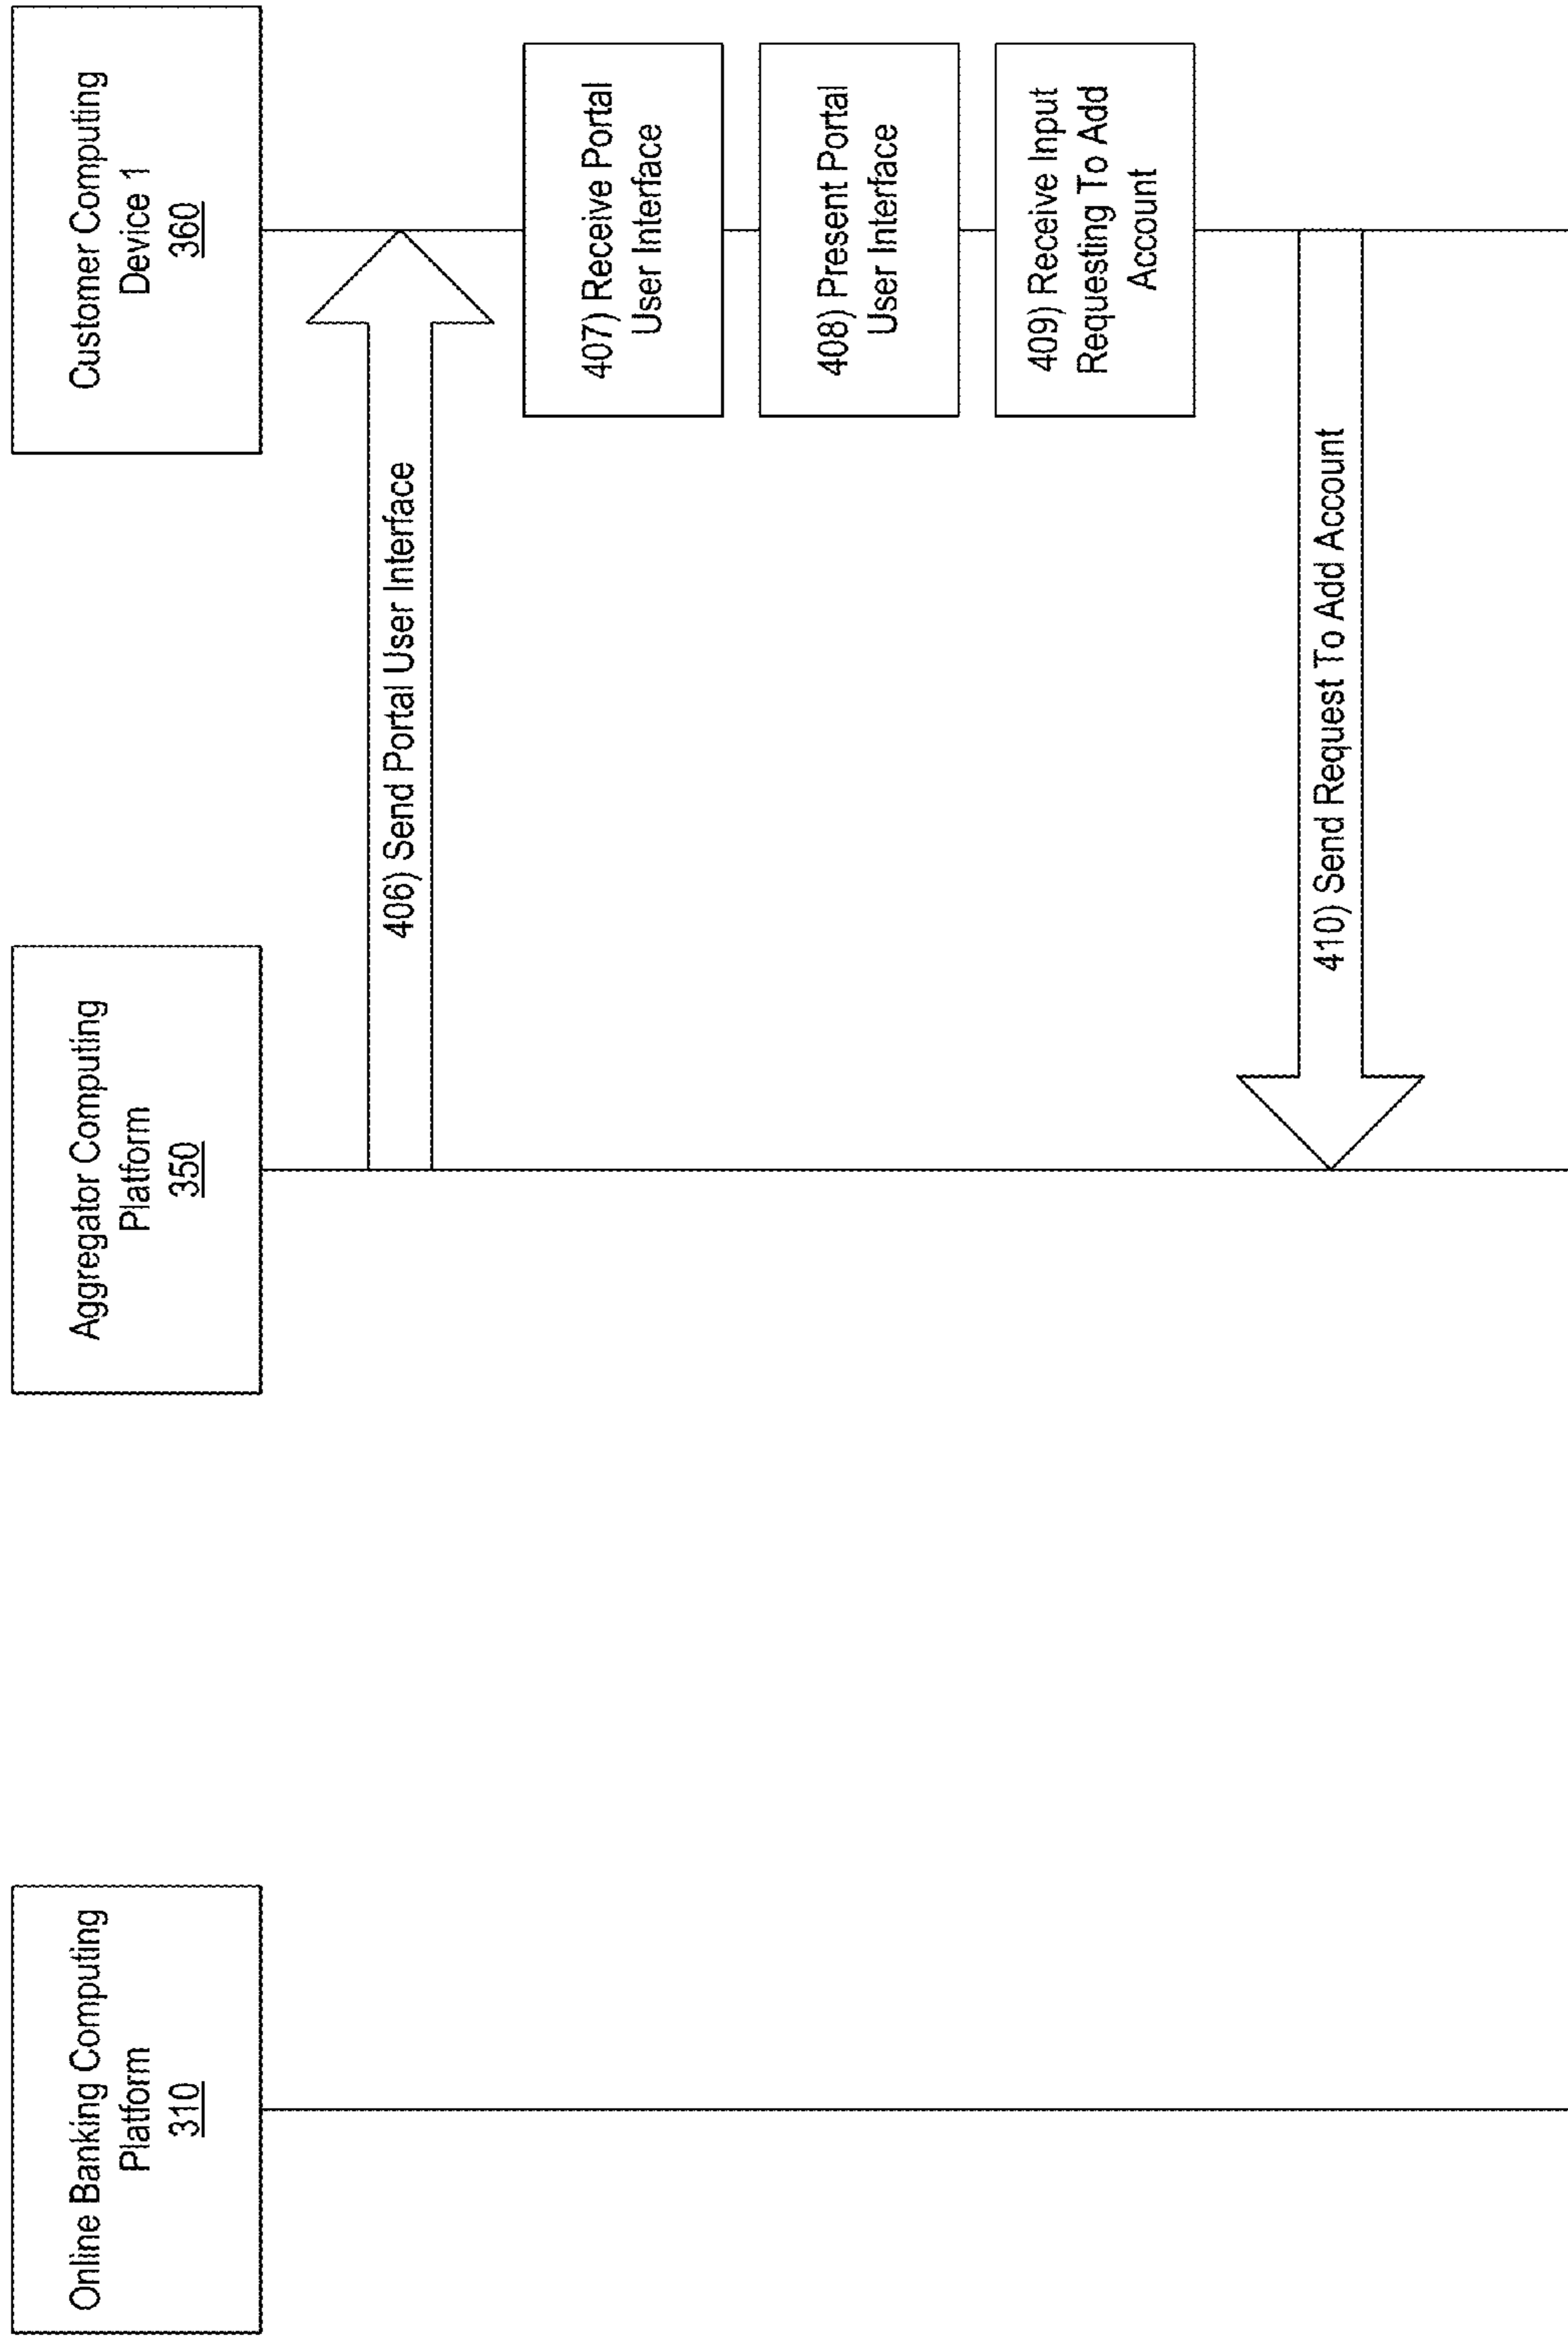 Online Banking Computing
Platform
310
Aggregator Computing
Platform
350
Customer Computing
Device 1
360
406) Send Portal User Interface
407) Receive Portal
User Interface
408) Present Portal
User Interface
409) Receive Input
Requesting To Add
Account
410) Send Request To Add Account